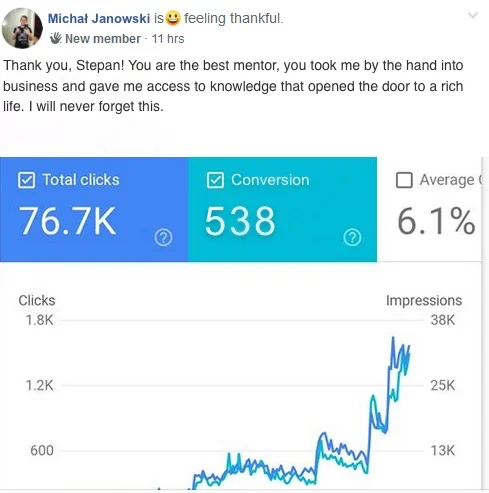 Michał Janowski is feeling thankful.
New member · 11 hrs
Thank you, Stepan! You are the best mentor, you took me by the hand into
business and gave me access to knowledge that opened the door to a rich
life. I will never forget this.
Total clicks
76.7K
Conversion
538
Average
6.1%
Clicks
Impressions
1.8K
38K
1.2K
25K
600
13K